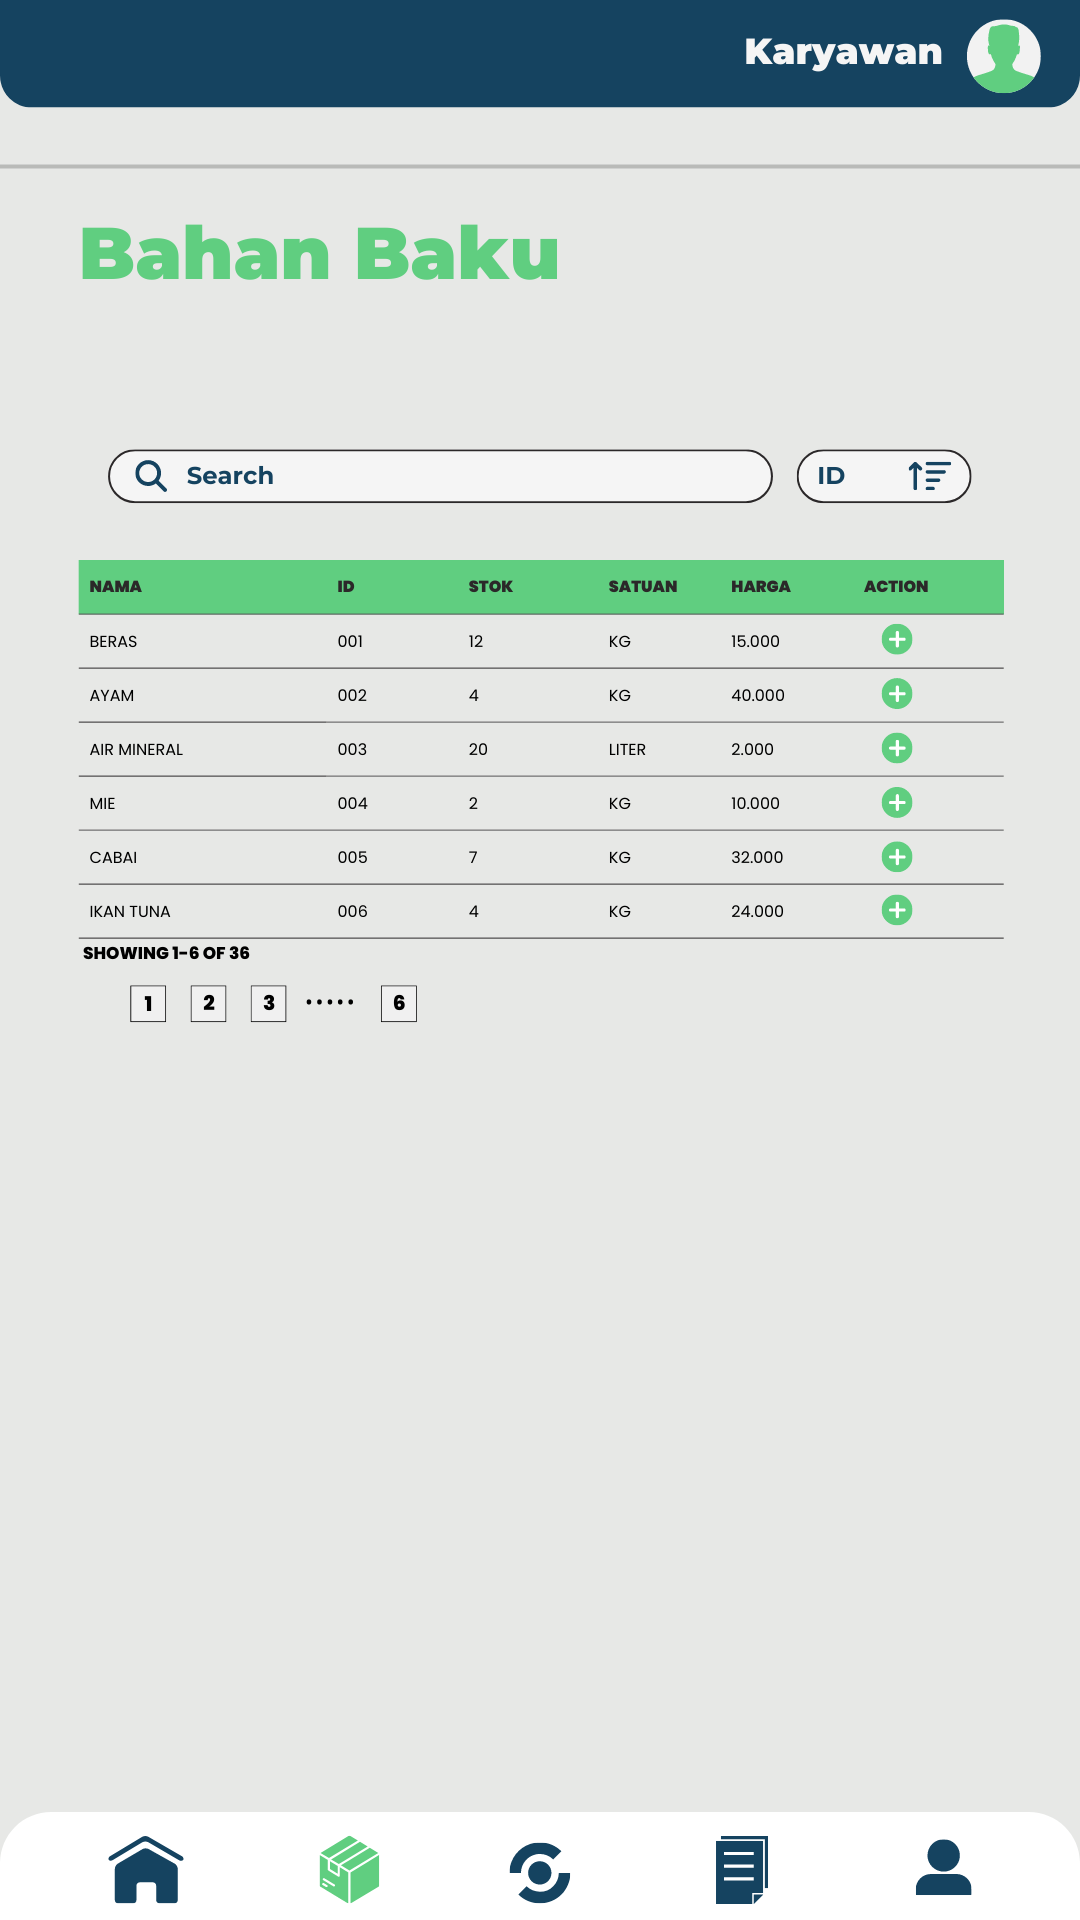 Karyawan
Bahan Baku
Search
ID
NAMA ID STOK SATUAN HARGA ACTION
BERAS 001 12 KG 15.000
AYAM 002 4 KG 40.000
AIR MINERAL 003 20 LITER 2.000
MIE 004 2 KG 10.000
CABAI 005 7 KG 32.000
IKAN TUNA 006 4 KG 24.000
SHOWING 1-6 OF 36
1 2 3 ····· 6